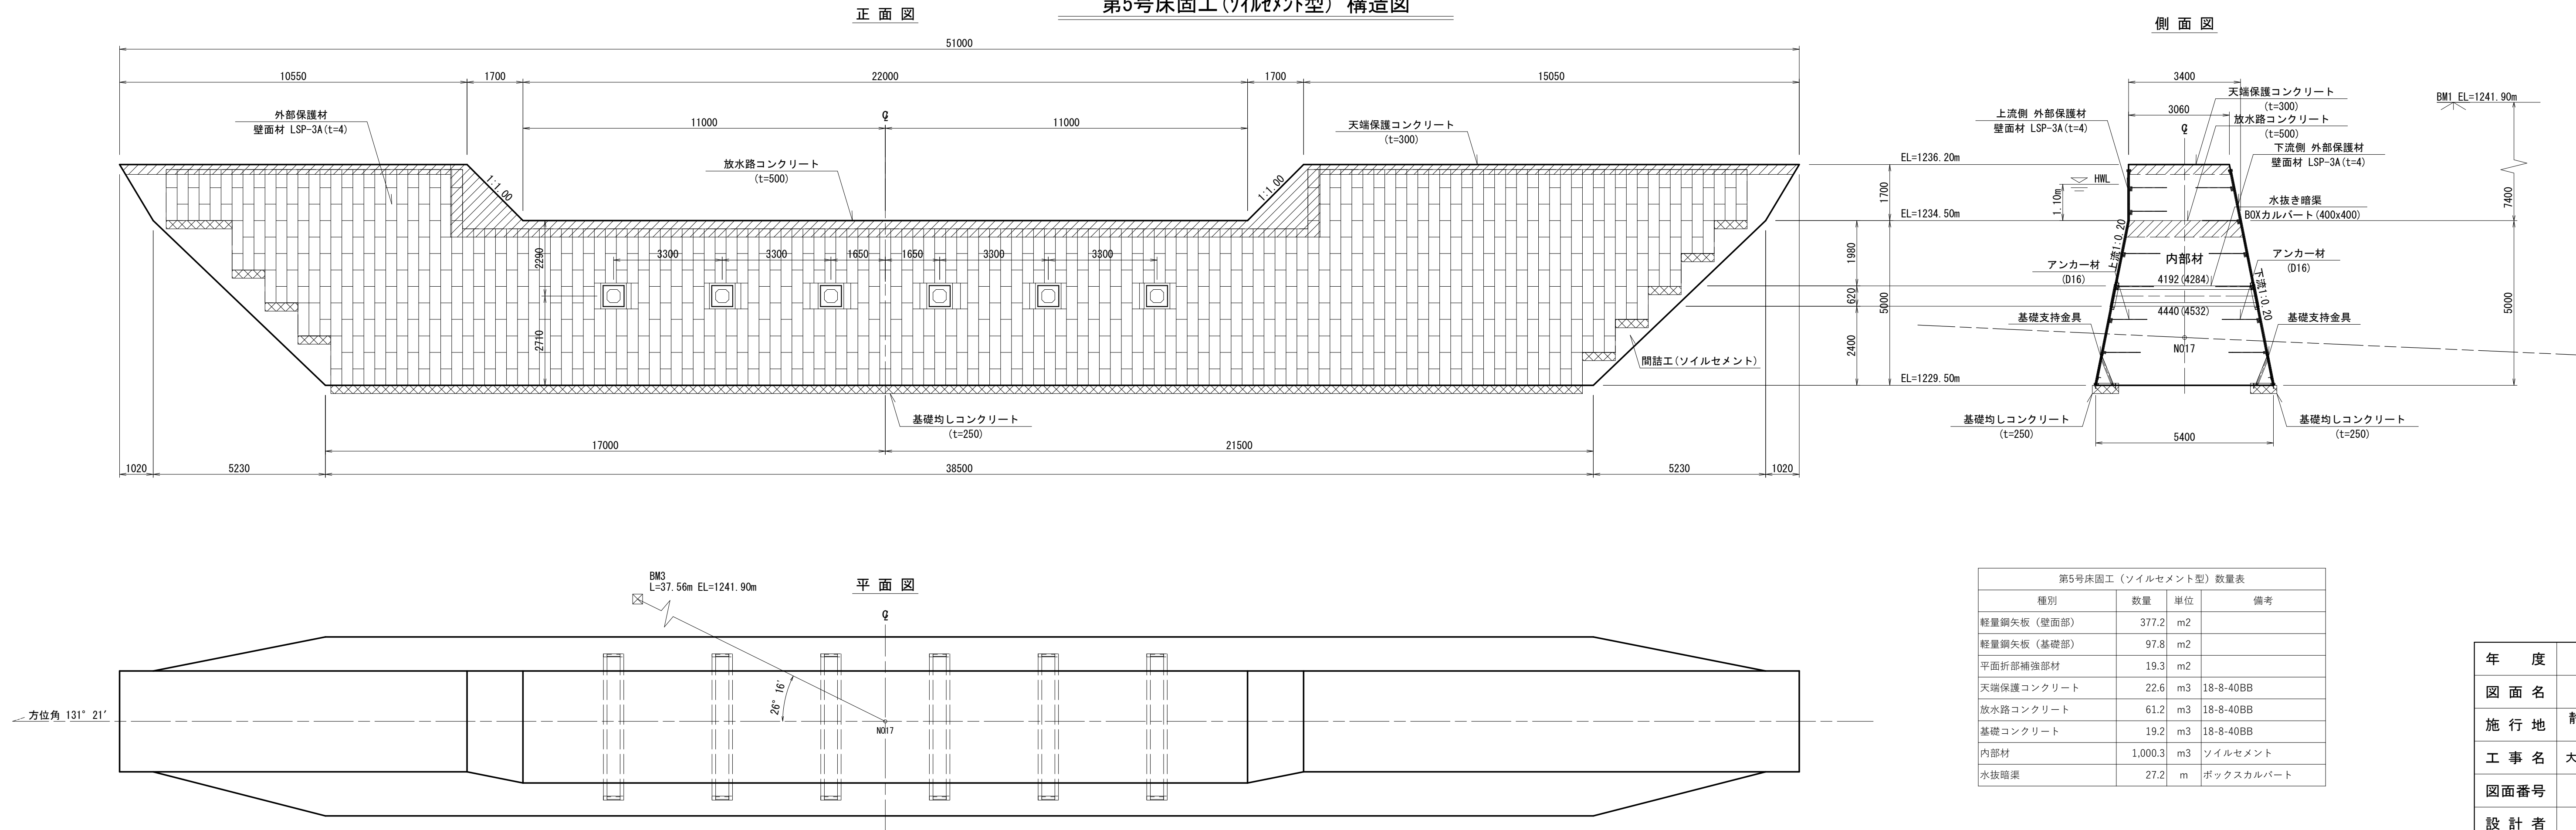 第5号床固工(ソイルセメント型) 構造図
正面図
51000
10550
1700
22000
1700
15050
11000
11000
外部保護材
壁面材 LSP-3A(t=4)
放水路コンクリート
(t=500)
天端保護コンクリート
(t=300)
1:1.00
1:1.00
2290
2710
3300
3300
1650
1650
3300
3300
間詰工(ソイルセメント)
基礎均しコンクリート
(t=250)
17000
21500
1020
5230
38500
5230
1020
EL=1236.20m
EL=1234.50m
EL=1229.50m
1700
1980
620
2400
5000
側面図
3400
3060
天端保護コンクリート
(t=300)
放水路コンクリート
(t=500)
上流側 外部保護材
壁面材 LSP-3A(t=4)
下流側 外部保護材
壁面材 LSP-3A(t=4)
HWL
1.10m
水抜き暗渠
BOXカルバート(400x400)
上流1:0.20
下流1:0.20
内部材
アンカー材
(D16)
アンカー材
(D16)
4192(4284)
4440(4532)
基礎支持金具
基礎支持金具
NO17
基礎均しコンクリート
(t=250)
基礎均しコンクリート
(t=250)
5400
BM1 EL=1241.90m
7400
5000
平面図
BM3
L=37.56m EL=1241.90m
26°16′
NO17
方位角 131°21′
第5号床固工(ソイルセメント型)数量表
種別 数量 単位 備考
軽量鋼矢板(壁面部) 377.2 m2
軽量鋼矢板(基礎部) 97.8 m2
平面折部補強部材 19.3 m2
天端保護コンクリート 22.6 m3 18-8-40BB
放水路コンクリート 61.2 m3 18-8-40BB
基礎コンクリート 19.2 m3 18-8-40BB
内部材 1,000.3 m3 ソイルセメント
水抜暗渠 27.2 m ボックスカルバート
年度
図面名
施行地
工事名 大
図面番号
設計者